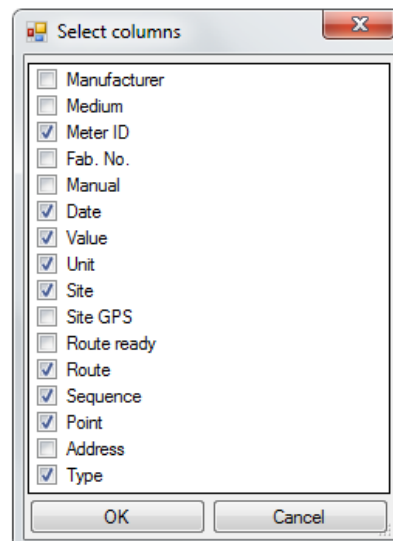 Select columns
Manufacturer
Medium
Meter ID
Fab. No.
Manual
Date
Value
Unit
Site
Site GPS
Route ready
Route
Sequence
Point
Address
Type
OK Cancel